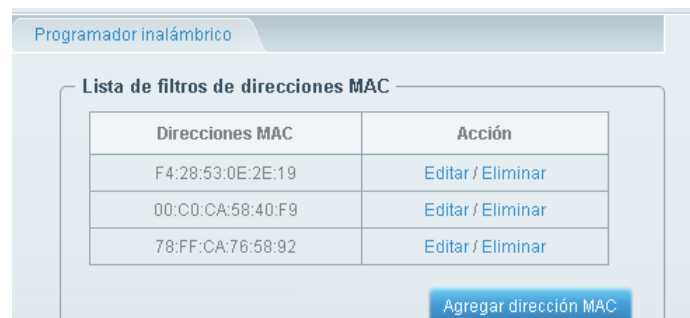 Programador inalámbrico
Lista de filtros de direcciones MAC
Direcciones MAC Acción
F4:28:53:0E:2E:19 Editar / Eliminar
00:C0:CA:58:40:F9 Editar / Eliminar
78:FF:CA:76:58:92 Editar / Eliminar
Agregar dirección MAC